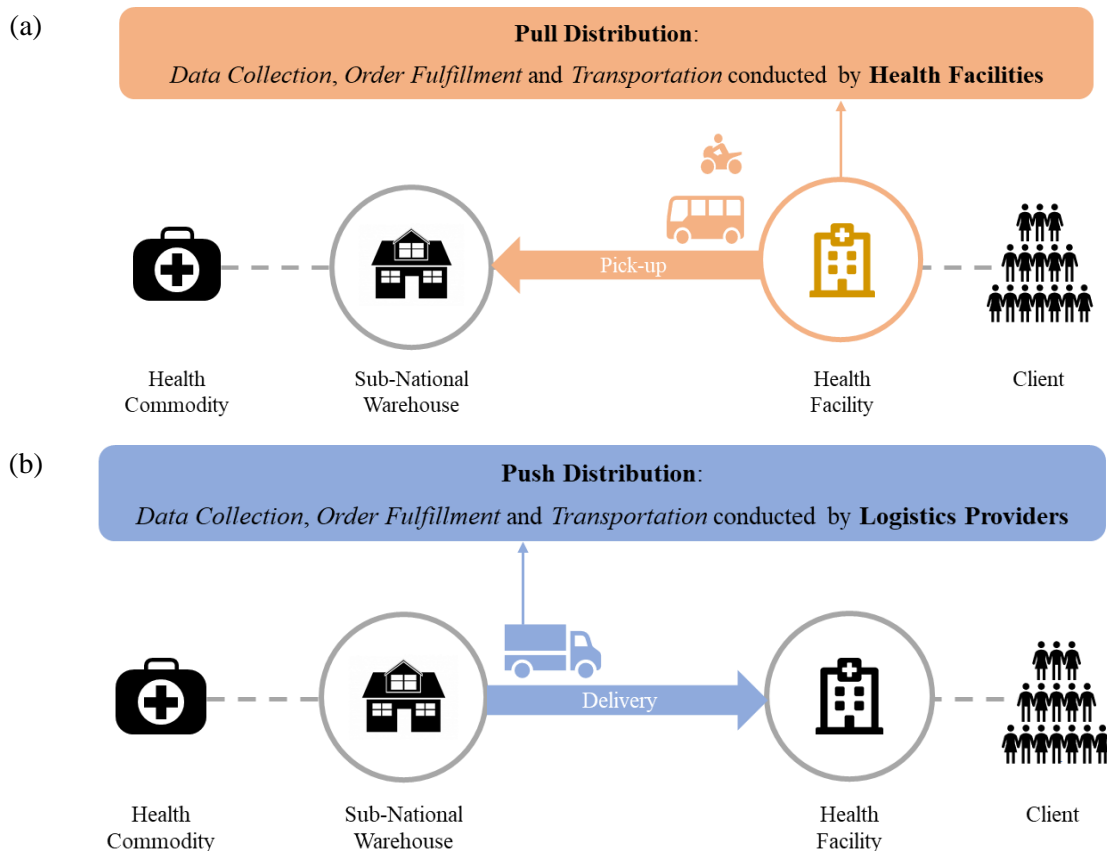 (a)
Pull Distribution:
Data Collection, Order Fulfillment and Transportation conducted by Health Facilities
Pick-up
Health
Commodity
Sub-National
Warehouse
Health
Facility
Client
(b)
Push Distribution:
Data Collection, Order Fulfillment and Transportation conducted by Logistics Providers
Delivery
Health
Commodity
Sub-National
Warehouse
Health
Facility
Client